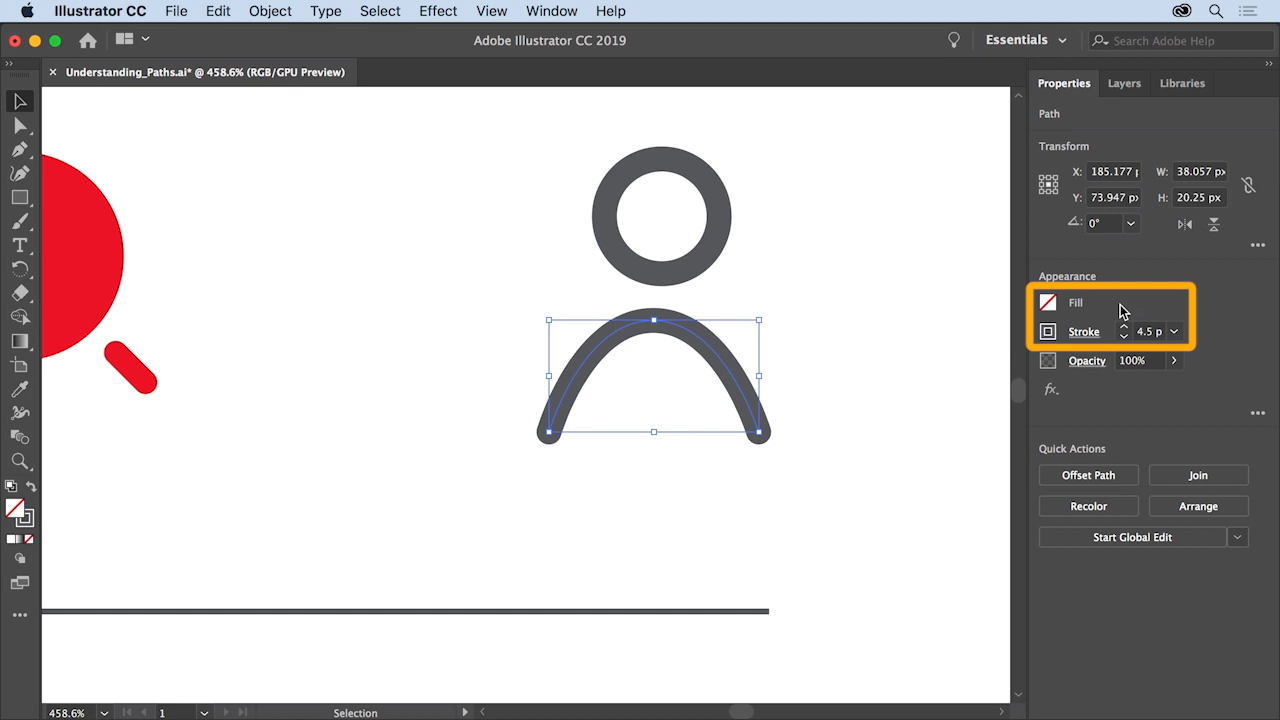 Illustrator CC File Edit Object Type Select Effect View Window Help
Adobe Illustrator CC 2019
Essentials
Search Adobe Help
× Understanding_Paths.ai* @ 458.6% (RGB/GPU Preview)
Properties Layers Libraries
Path
Transform
X: 185.177 p W: 38.057 px
Y: 73.947 px H: 20.25 px
0°
Appearance
Fill
Stroke 4.5 p
Opacity 100%
fx.
Quick Actions
Offset Path Join
Recolor Arrange
Start Global Edit
458.6% 1 Selection